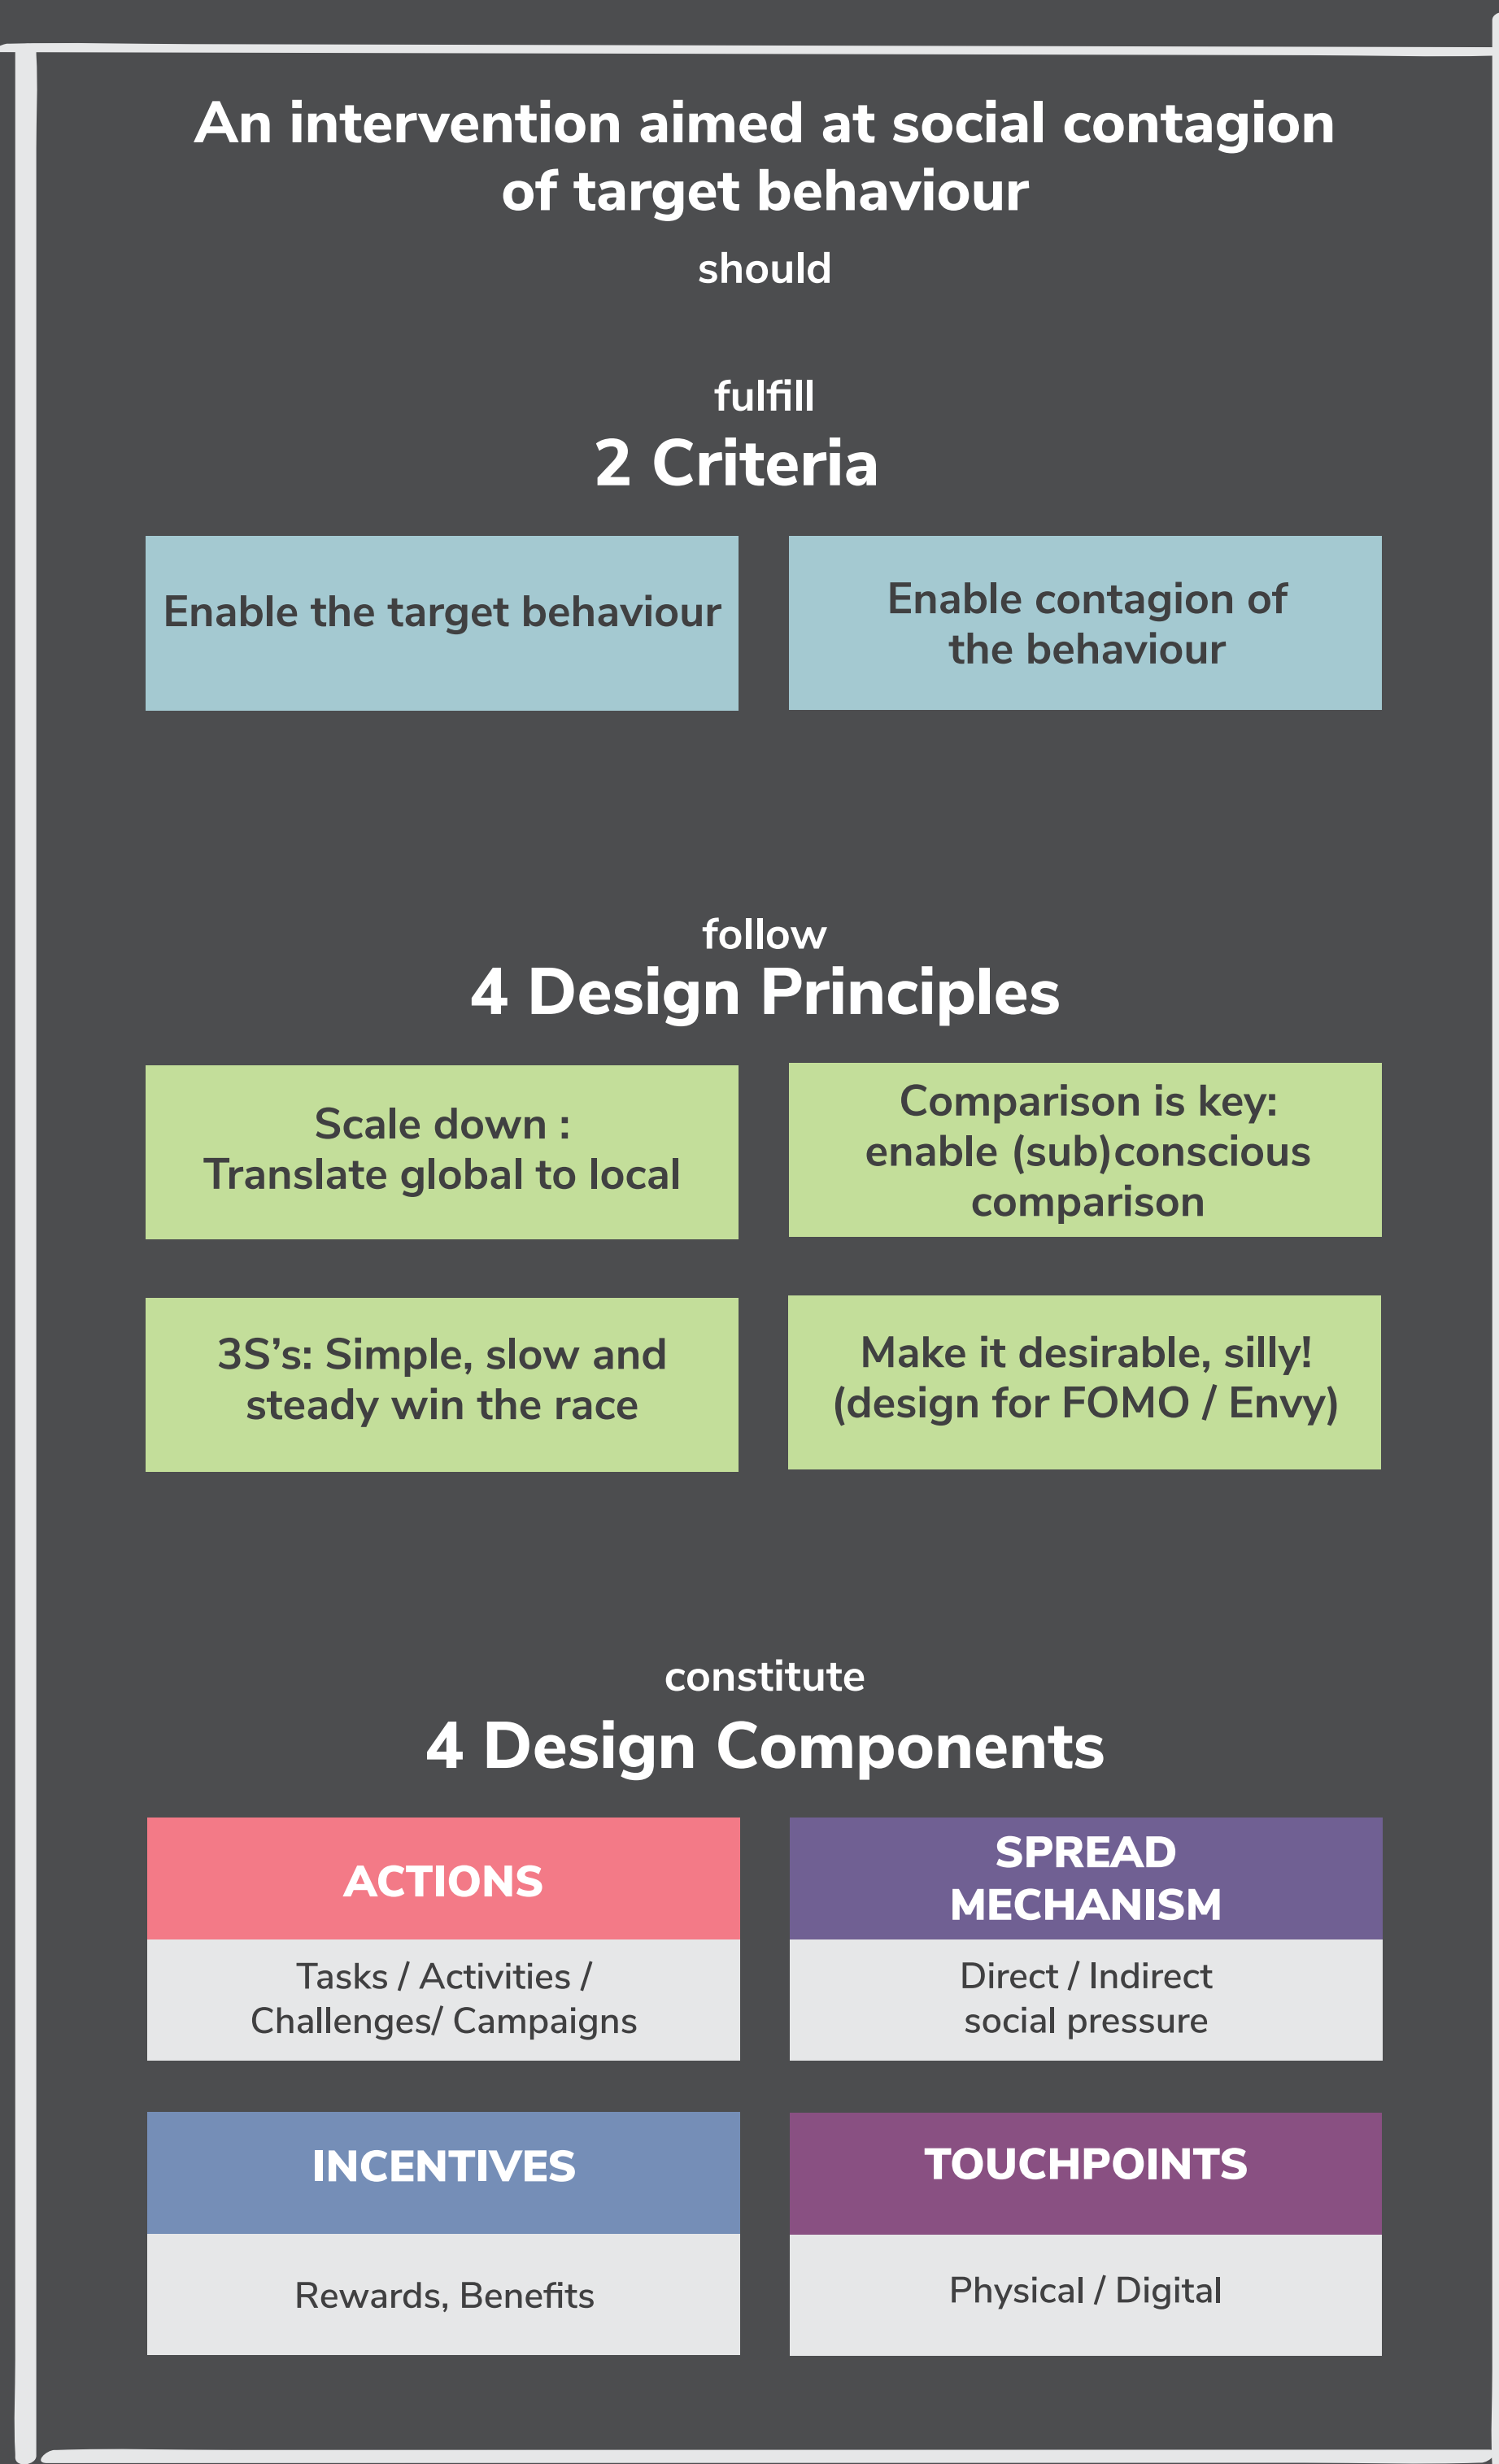 An intervention aimed at social contagion
of target behaviour
should
fulfill
2 Criteria
Enable the target behaviour
Enable contagion of
the behaviour
follow
4 Design Principles
Scale down :
Translate global to local
Comparison is key:
enable (sub)conscious
comparison
3S’s: Simple, slow and
steady win the race
Make it desirable, silly!
(design for FOMO / Envy)
constitute
4 Design Components
ACTIONS
Tasks / Activities /
Challenges/ Campaigns
SPREAD
MECHANISM
Direct / Indirect
social pressure
INCENTIVES
Rewards, Benefits
TOUCHPOINTS
Physical / Digital